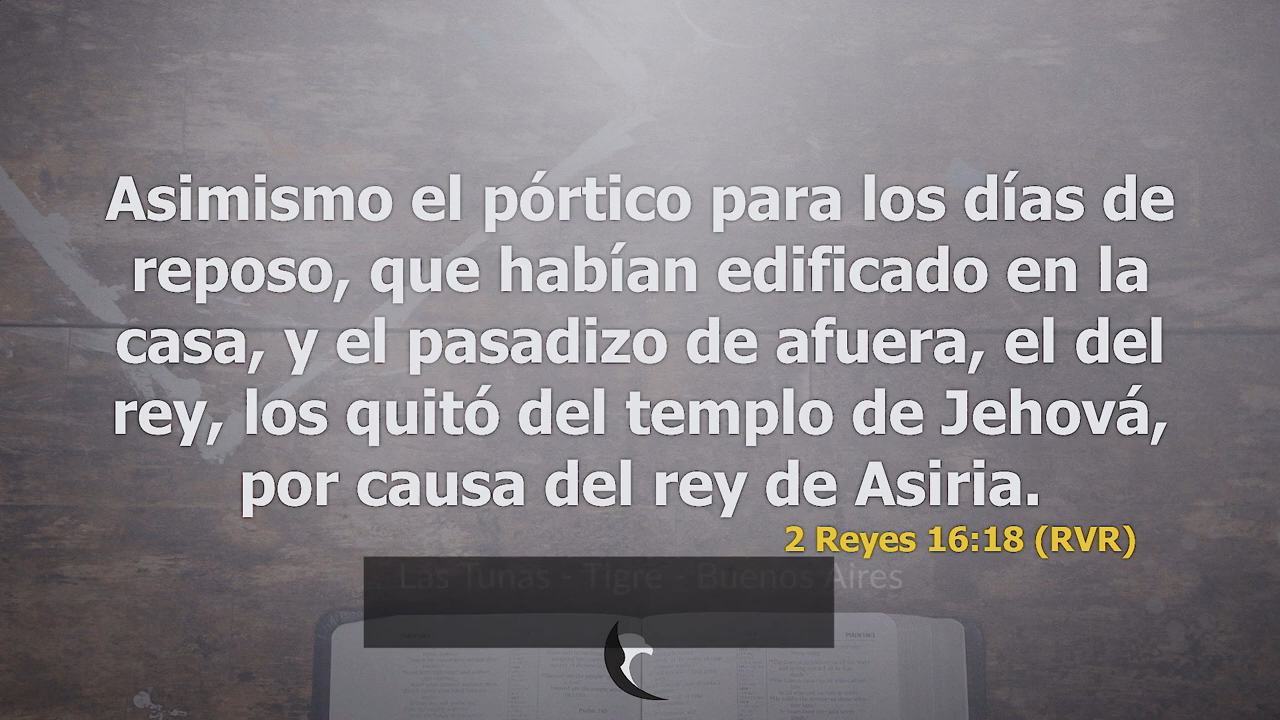 Asimismo el pórtico para los días de
reposo, que habían edificado en la
casa, y el pasadizo de afuera, el del
rey, los quitó del templo de Jehová,
por causa del rey de Asiria.
2 Reyes 16:18 (RVR)
Las Tunas - Tigre - Buenos Aires